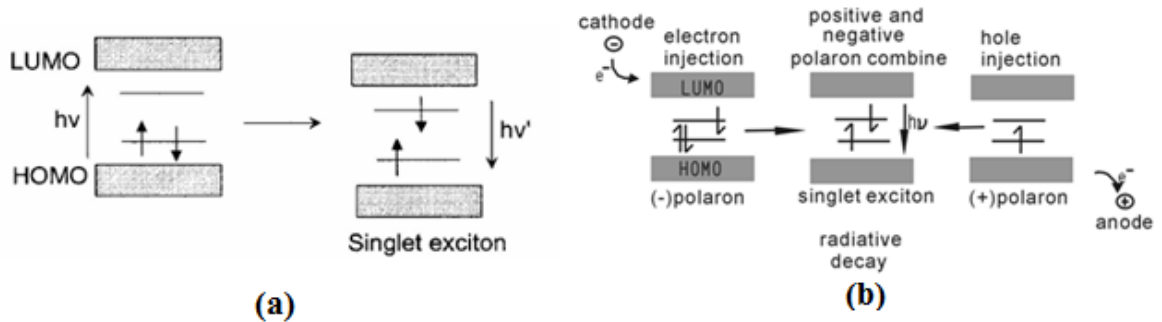 LUMO
hν
HOMO
hν'
Singlet exciton
(a)
cathode
⊖
e⁻
electron
injection
LUMO
HOMO
(-)polaron
positive and
negative
polaron combine
hν
singlet exciton
radiative
decay
hole
injection
(+)polaron
e⁻
⊕
anode
(b)